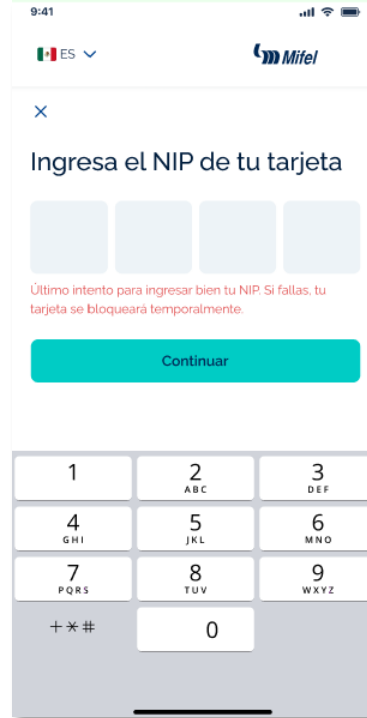 9:41
ES
Mifel
Ingresa el NIP de tu tarjeta
Último intento para ingresar bien tu NIP. Si fallas, tu
tarjeta se bloqueará temporalmente.
Continuar
1 2 3
ABC DEF
4 5 6
GHI JKL MNO
7 8 9
PQRS TUV WXYZ
+*# 0